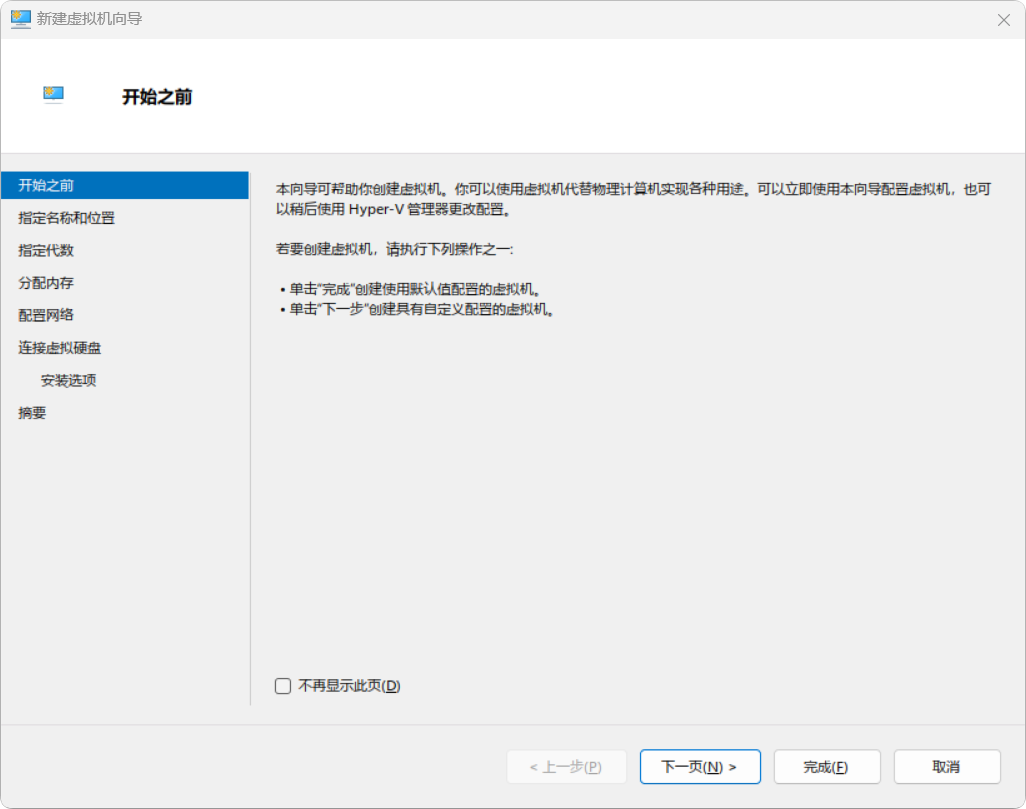 新建虚拟机向导
开始之前
开始之前
指定名称和位置
指定代数
分配内存
配置网络
连接虚拟硬盘
安装选项
摘要
本向导可帮助你创建虚拟机。你可以使用虚拟机代替物理计算机实现各种用途。可以立即使用本向导配置虚拟机，也可
以稍后使用 Hyper-V 管理器更改配置。
若要创建虚拟机，请执行下列操作之一:
• 单击“完成”创建使用默认值配置的虚拟机。
• 单击“下一步”创建具有自定义配置的虚拟机。
不再显示此页(D)
< 上一步(P)
下一页(N) >
完成(F)
取消